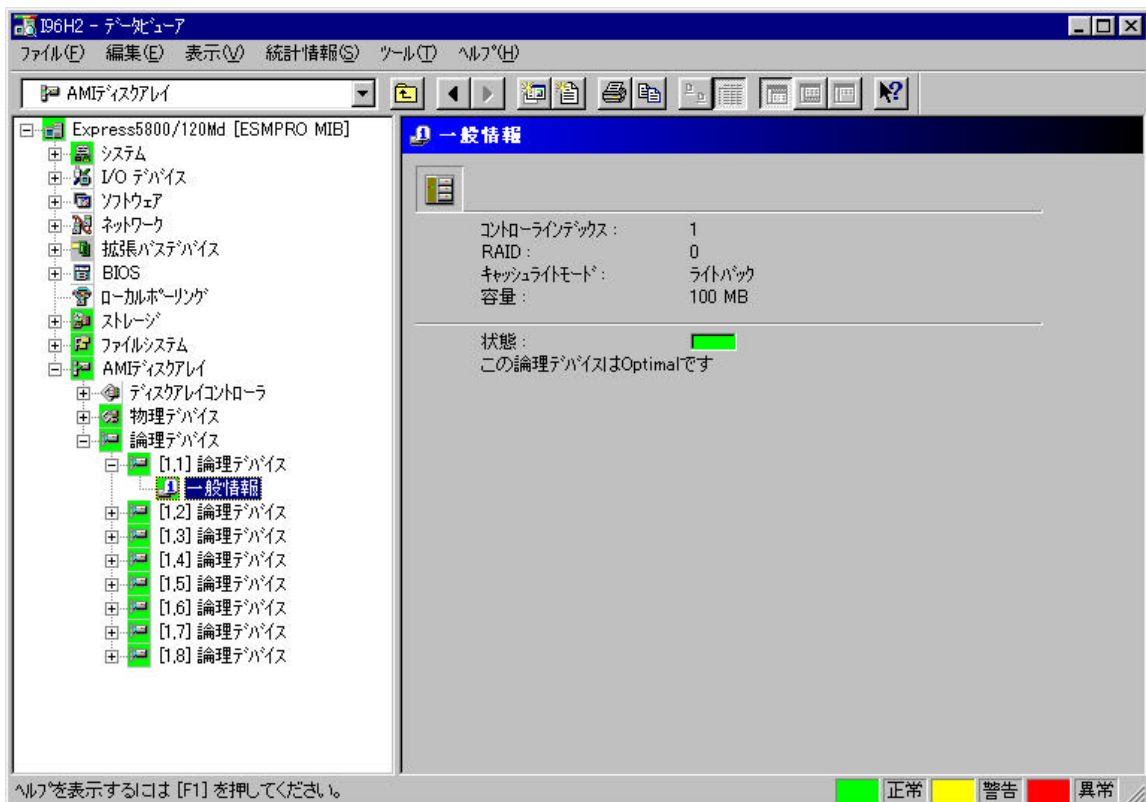 I96H2 - ﾃﾞｰﾀﾋﾞｭｰｱ
ﾌｧｲﾙ(F) 編集(E) 表示(V) 統計情報(S) ﾂｰﾙ(T) ﾍﾙﾌﾟ(H)
AMIﾃﾞｨｽｸｱﾚｲ
Express5800/120Md [ESMPRO MIB]
ｼｽﾃﾑ
I/O ﾃﾞﾊﾞｲｽ
ｿﾌﾄｳｪｱ
ﾈｯﾄﾜｰｸ
拡張ﾊﾞｽﾃﾞﾊﾞｲｽ
BIOS
ﾛｰｶﾙﾎﾟｰﾘﾝｸﾞ
ｽﾄﾚｰｼﾞ
ﾌｧｲﾙｼｽﾃﾑ
AMIﾃﾞｨｽｸｱﾚｲ
ﾃﾞｨｽｸｱﾚｲｺﾝﾄﾛｰﾗ
物理ﾃﾞﾊﾞｲｽ
論理ﾃﾞﾊﾞｲｽ
[1,1] 論理ﾃﾞﾊﾞｲｽ
一般情報
[1,2] 論理ﾃﾞﾊﾞｲｽ
[1,3] 論理ﾃﾞﾊﾞｲｽ
[1,4] 論理ﾃﾞﾊﾞｲｽ
[1,5] 論理ﾃﾞﾊﾞｲｽ
[1,6] 論理ﾃﾞﾊﾞｲｽ
[1,7] 論理ﾃﾞﾊﾞｲｽ
[1,8] 論理ﾃﾞﾊﾞｲｽ
一般情報
ｺﾝﾄﾛｰﾗｲﾝﾃﾞｯｸｽ : 1
RAID : 0
ｷｬｯｼｭﾗｲﾄﾓｰﾄﾞ : ﾗｲﾄﾊﾞｯｸ
容量 : 100 MB
状態 :
この論理ﾃﾞﾊﾞｲｽはOptimalです
ﾍﾙﾌﾟを表示するには [F1] を押してください。
正常 警告 異常